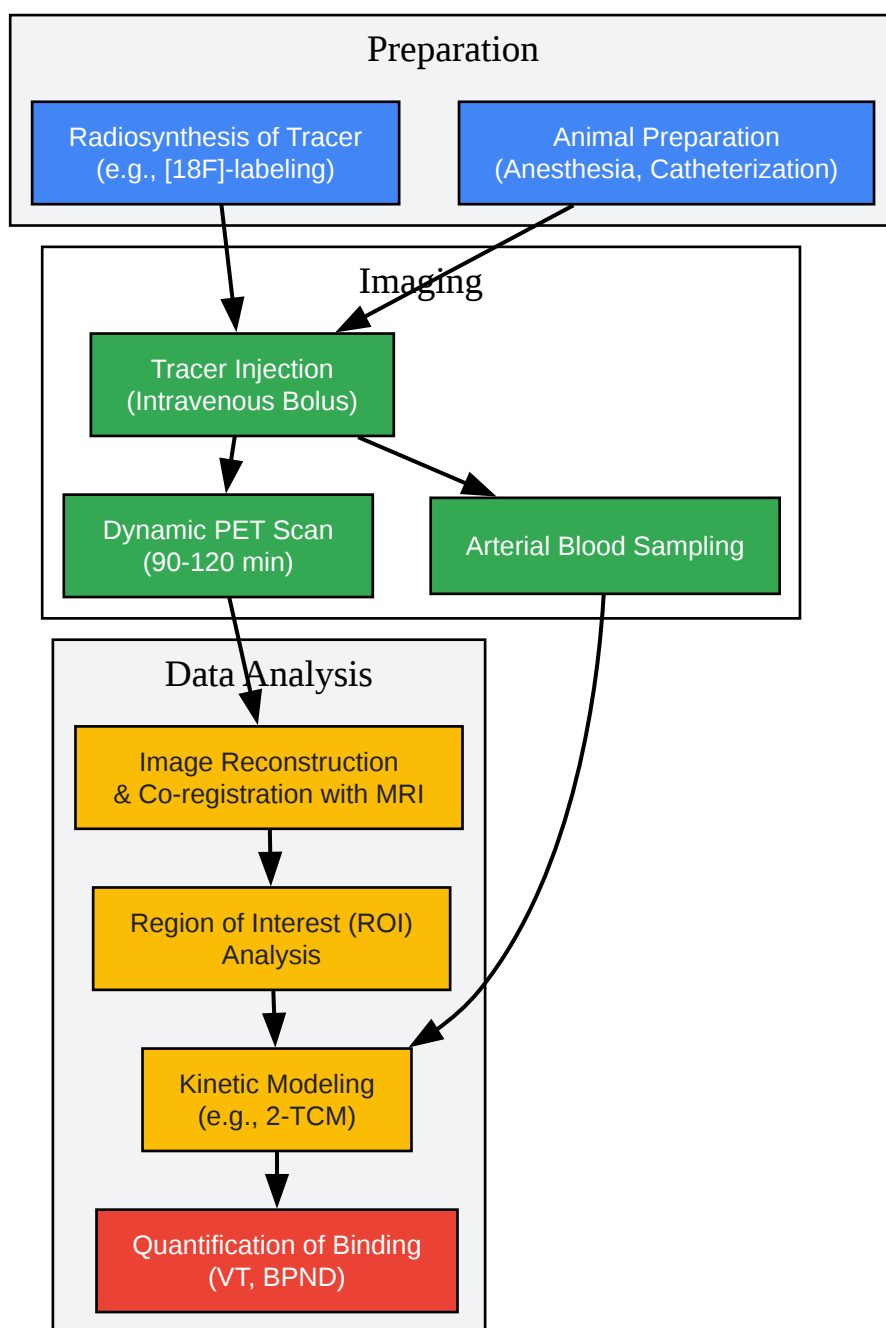 Preparation
Radiosynthesis of Tracer
(e.g., [18F]-labeling)
Animal Preparation
(Anesthesia, Catheterization)
Imaging
Tracer Injection
(Intravenous Bolus)
Dynamic PET Scan
(90-120 min)
Arterial Blood Sampling
Data Analysis
Image Reconstruction
& Co-registration with MRI
Region of Interest (ROI)
Analysis
Kinetic Modeling
(e.g., 2-TCM)
Quantification of Binding
(VT, BPND)